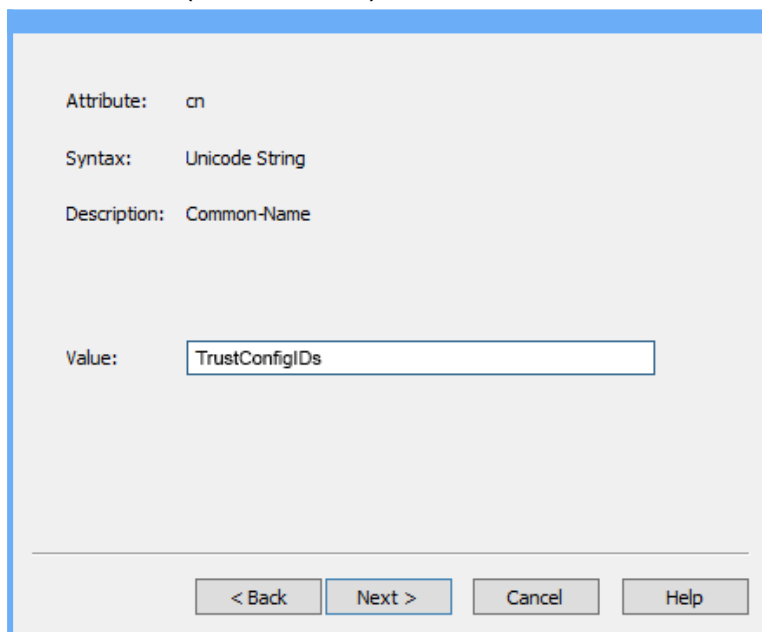 Attribute: cn
Syntax: Unicode String
Description: Common-Name
Value: TrustConfigIDs
< Back Next > Cancel Help